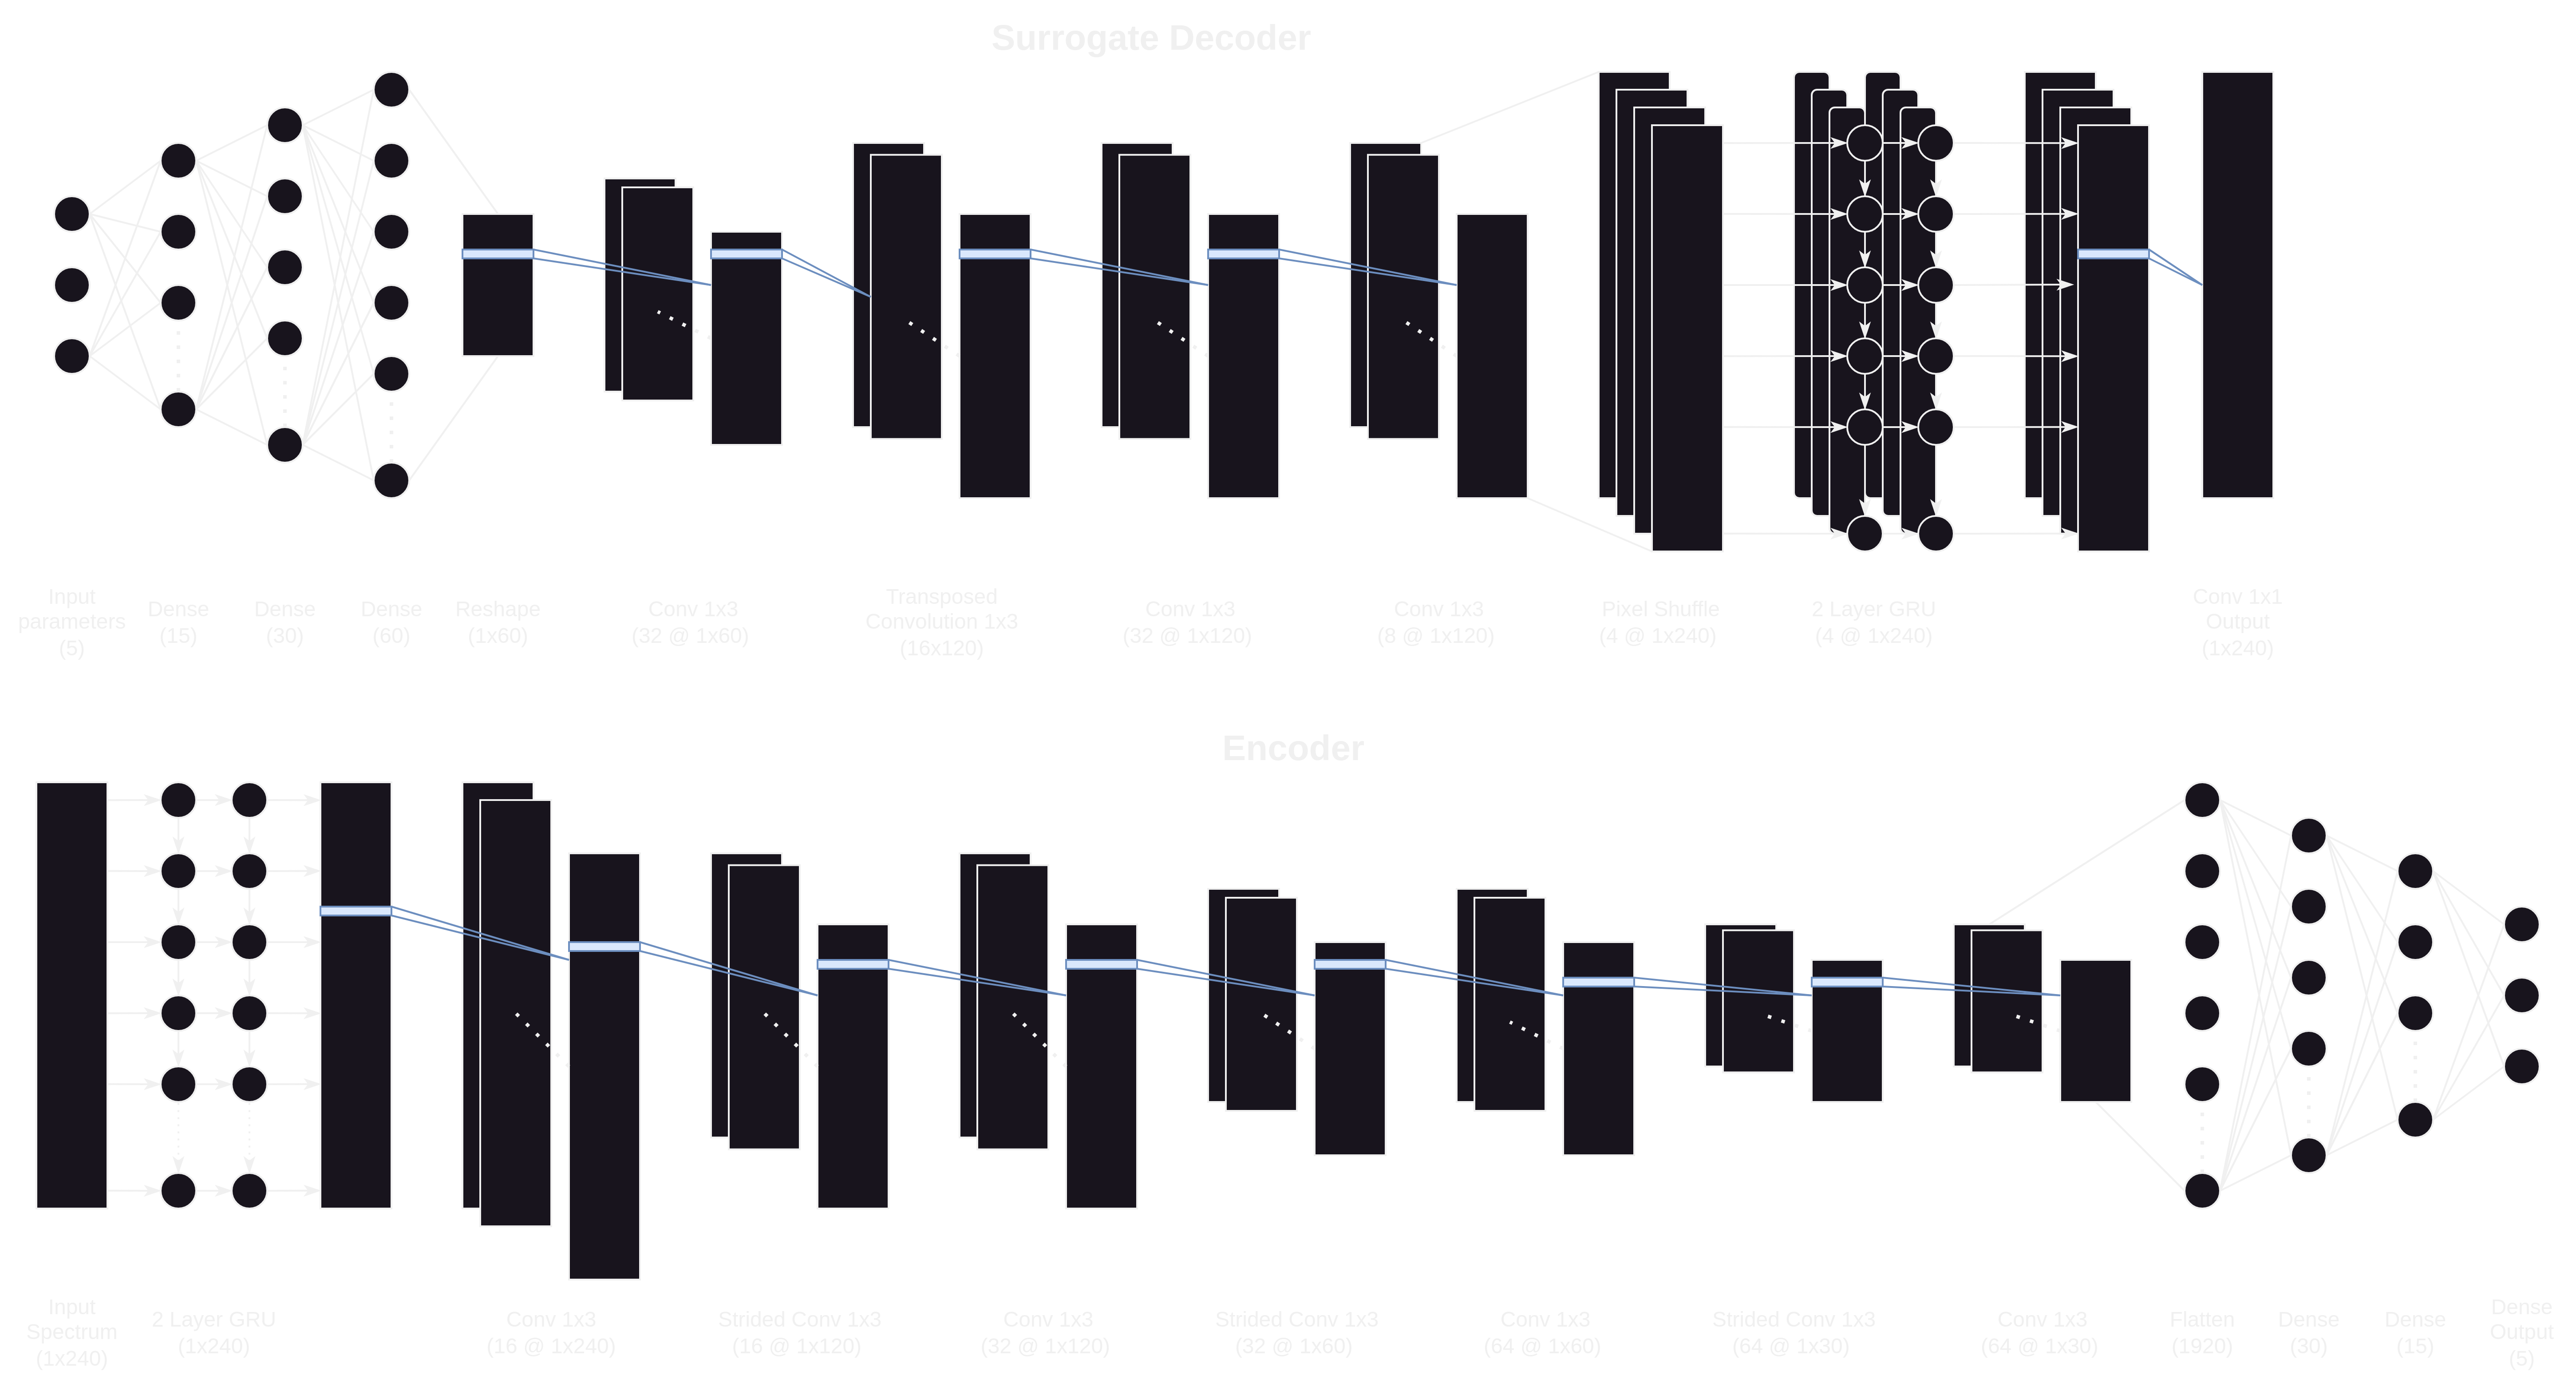 Surrogate Decoder
Input
parameters
(5)
Dense
(15)
Dense
(30)
Dense
(60)
Reshape
(1x60)
Conv 1x3
(32 @ 1x60)
Transposed
Convolution 1x3
(16x120)
Conv 1x3
(32 @ 1x120)
Conv 1x3
(8 @ 1x120)
Pixel Shuffle
(4 @ 1x240)
2 Layer GRU
(4 @ 1x240)
Conv 1x1
Output
(1x240)
Encoder
Input
Spectrum
(1x240)
2 Layer GRU
(1x240)
Conv 1x3
(16 @ 1x240)
Strided Conv 1x3
(16 @ 1x120)
Conv 1x3
(32 @ 1x120)
Strided Conv 1x3
(32 @ 1x60)
Conv 1x3
(64 @ 1x60)
Strided Conv 1x3
(64 @ 1x30)
Conv 1x3
(64 @ 1x30)
Flatten
(1920)
Dense
(30)
Dense
(15)
Dense
Output
(5)